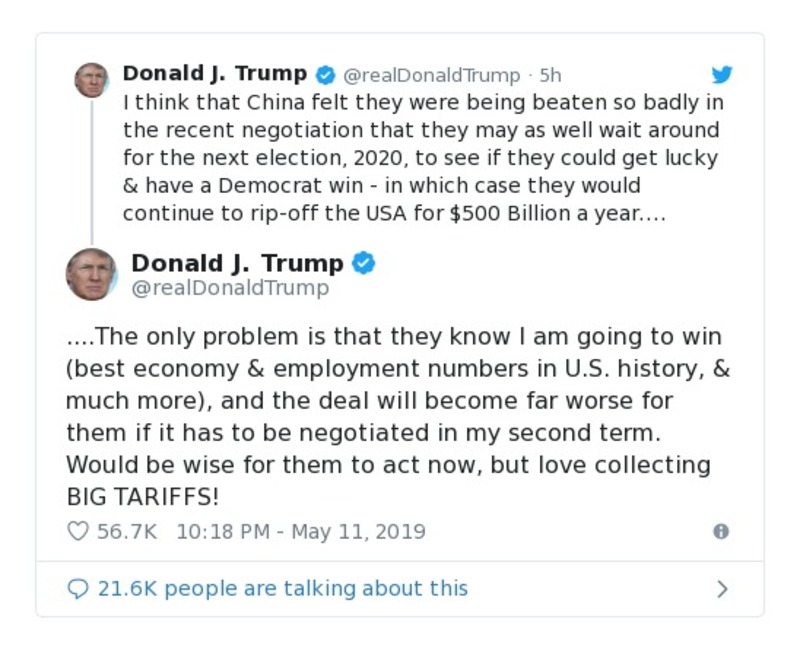 Donald J. Trump @realDonaldTrump · 5h
I think that China felt they were being beaten so badly in
the recent negotiation that they may as well wait around
for the next election, 2020, to see if they could get lucky
& have a Democrat win - in which case they would
continue to rip-off the USA for $500 Billion a year....
Donald J. Trump
@realDonaldTrump
....The only problem is that they know I am going to win
(best economy & employment numbers in U.S. history, &
much more), and the deal will become far worse for
them if it has to be negotiated in my second term.
Would be wise for them to act now, but love collecting
BIG TARIFFS!
56.7K 10:18 PM - May 11, 2019
21.6K people are talking about this